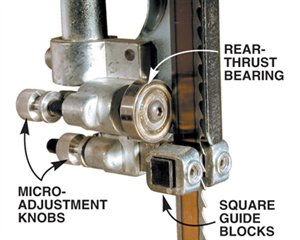 REAR-
THRUST
BEARING
MICRO-
ADJUSTMENT
KNOBS
SQUARE
GUIDE
BLOCKS